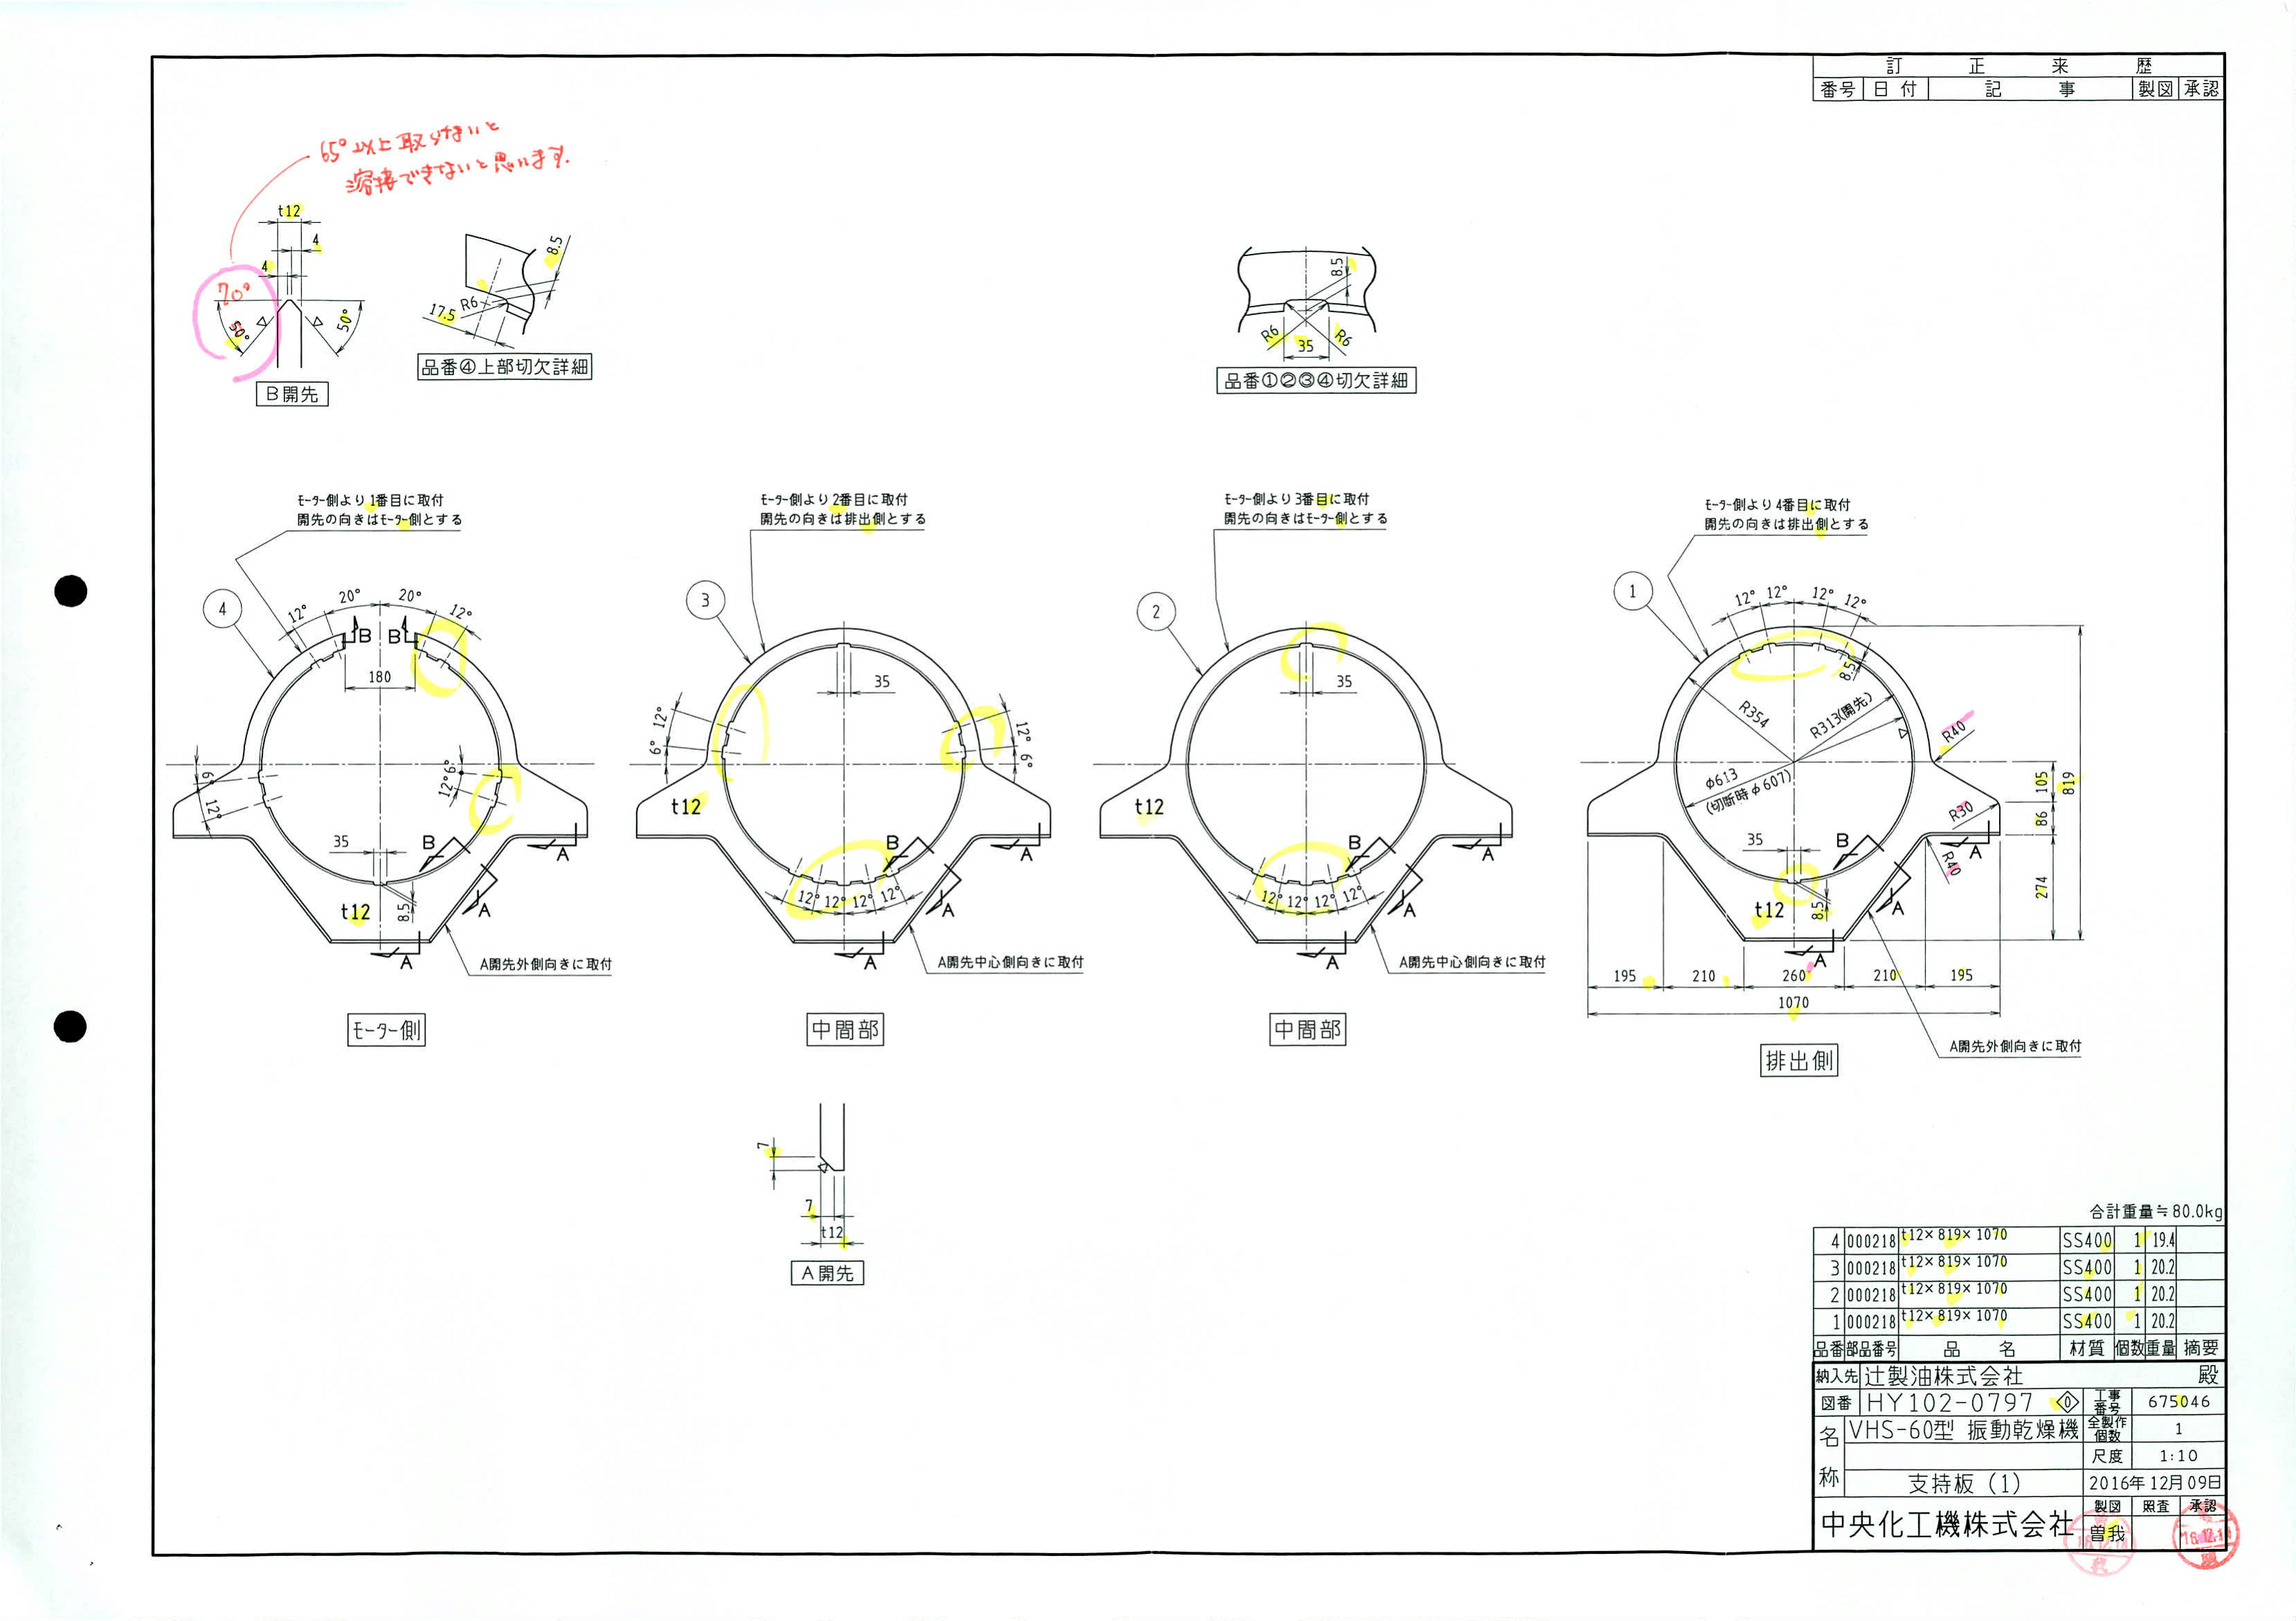 訂正来歴
番号 日付 記事 製図 承認
65°以上取らないと
溶接できないと思います.
t12
4
4
70°
50°
50°
B開先
8.5
17.5
R6
品番④上部切欠詳細
8.5
R6
R6
35
品番①②③④切欠詳細
ﾓｰﾀｰ側より1番目に取付
開先の向きはﾓｰﾀｰ側とする
4
12° 20° 20° 12°
B B
180
6°
12°
12° 6°
35
B
A
8.5
t12
A
A
A開先外側向きに取付
ﾓｰﾀｰ側
ﾓｰﾀｰ側より2番目に取付
開先の向きは排出側とする
3
35
12°
6°
12°
6°
t12
B
A
12° 12° 12° 12°
A
A
A開先中心側向きに取付
中間部
ﾓｰﾀｰ側より3番目に取付
開先の向きはﾓｰﾀｰ側とする
2
35
t12
B
A
12° 12° 12° 12°
A
A
A開先中心側向きに取付
中間部
ﾓｰﾀｰ側より4番目に取付
開先の向きは排出側とする
1
12° 12° 12° 12°
8.5
R354
R313(開先)
R40
φ613
(切断時φ607)
105
819
R30
86
35
B
A
R40
274
t12
8.5
A
A
195 210 260 210 195
1070
A開先外側向きに取付
排出側
7
7
t12
A開先
合計重量≒80.0kg
4 000218 t12×819×1070 SS400 1 19.4
3 000218 t12×819×1070 SS400 1 20.2
2 000218 t12×819×1070 SS400 1 20.2
1 000218 t12×819×1070 SS400 1 20.2
品番 部品番号 品名 材質 個数 重量 摘要
納入先 辻製油株式会社 殿
図番 HY102-0797 0 工事番号 675046
名称 VHS-60型 振動乾燥機 全製作個数 1
尺度 1:10
支持板(1) 2016年12月09日
製図 照査 承認
中央化工機株式会社 曽我